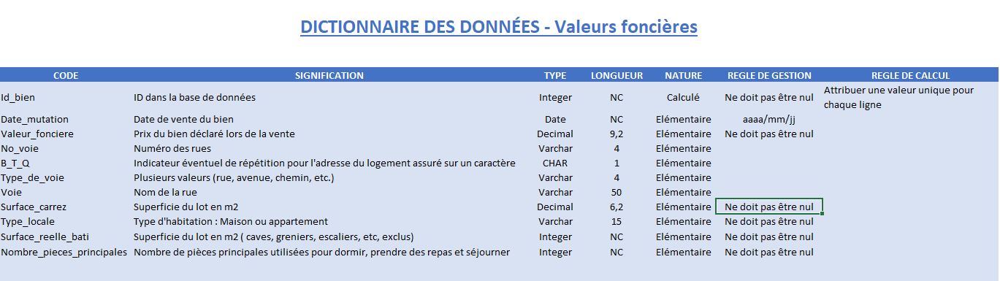 DICTIONNAIRE DES DONNÉES - Valeurs foncières
CODE SIGNIFICATION TYPE LONGUEUR NATURE REGLE DE GESTION REGLE DE CALCUL
Id_bien ID dans la base de données Integer NC Calculé Ne doit pas être nul Attribuer une valeur unique pour
chaque ligne
Date_mutation Date de vente du bien Date NC Elémentaire aaaa/mm/jj
Valeur_fonciere Prix du bien déclaré lors de la vente Decimal 9,2 Elémentaire Ne doit pas être nul
No_voie Numéro des rues Varchar 4 Elémentaire
B_T_Q Indicateur éventuel de répétition pour l'adresse du logement assuré sur un caractère CHAR 1 Elémentaire
Type_de_voie Plusieurs valeurs (rue, avenue, chemin, etc.) Varchar 4 Elémentaire
Voie Nom de la rue Varchar 50 Elémentaire
Surface_carrez Superficie du lot en m2 Decimal 6,2 Elémentaire Ne doit pas être nul
Type_locale Type d'habitation : Maison ou appartement Varchar 15 Elémentaire Ne doit pas être nul
Surface_reelle_bati Superficie du lot en m2 ( caves, greniers, escaliers, etc, exclus) Integer NC Elémentaire Ne doit pas être nul
Nombre_pieces_principales Nombre de pièces principales utilisées pour dormir, prendre des repas et séjourner Integer NC Elémentaire Ne doit pas être nul